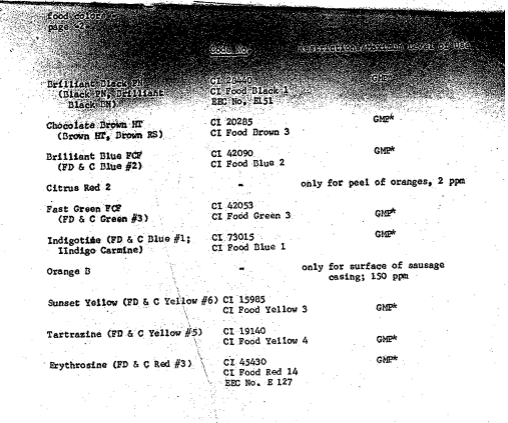 food colors
page -2-
Code No. Restrictions/Maximum Level of Use
Brilliant Black PN CI 28440 GMP*
(Black PN, Brilliant CI Food Black 1
Black BN) EEC No. E151
Chocolate Brown HT CI 20285 GMP*
(Brown HT, Brown RS) CI Food Brown 3
Brilliant Blue FCF CI 42090 GMP*
(FD & C Blue #2) CI Food Blue 2
Citrus Red 2 - only for peel of oranges, 2 ppm
Fast Green FCF CI 42053
(FD & C Green #3) CI Food Green 3 GMP*
Indigotine (FD & C Blue #1; CI 73015 GMP*
Indigo Carmine) CI Food Blue 1
Orange B - only for surface of sausage
casing; 150 ppm
Sunset Yellow (FD & C Yellow #6) CI 15985
CI Food Yellow 3 GMP*
Tartrazine (FD & C Yellow #5) CI 19140
CI Food Yellow 4 GMP*
Erythrosine (FD & C Red #3) CI 45430 GMP*
CI Food Red 14
EEC No. E 127